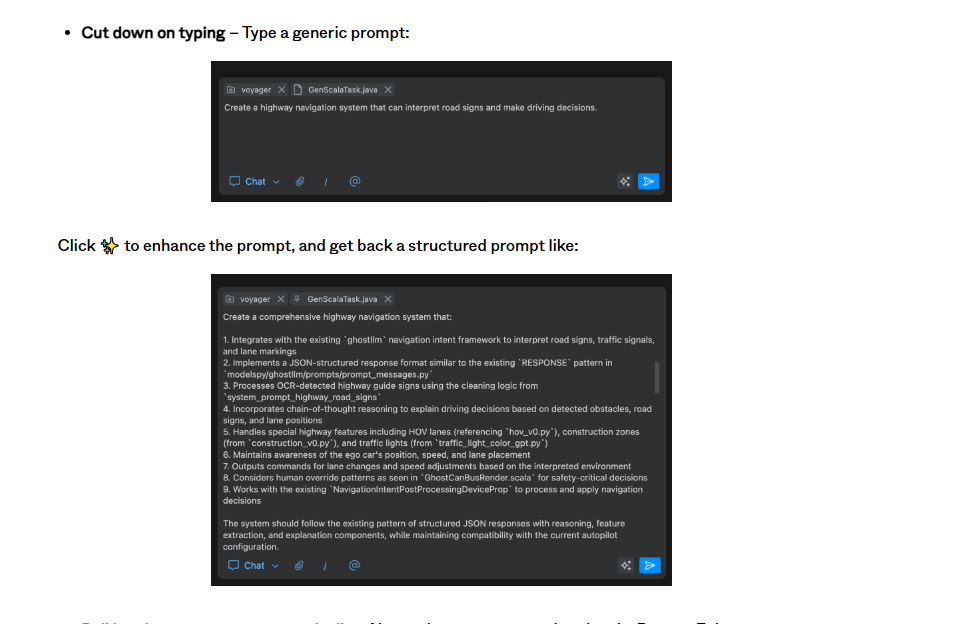 • Cut down on typing – Type a generic prompt:
voyager GenScalaTask.java
Create a highway navigation system that can interpret road signs and make driving decisions.
Chat / @
Click ✨ to enhance the prompt, and get back a structured prompt like:
voyager GenScalaTask.java
Create a comprehensive highway navigation system that:
1. Integrates with the existing `ghostllm` navigation intent framework to interpret road signs, traffic signals,
and lane markings
2. Implements a JSON-structured response format similar to the existing `RESPONSE` pattern in
`modelspy/ghostllm/prompts/prompt_messages.py`
3. Processes OCR-detected highway guide signs using the cleaning logic from
`system_prompt_highway_road_signs`
4. Incorporates chain-of-thought reasoning to explain driving decisions based on detected obstacles, road
signs, and lane positions
5. Handles special highway features including HOV lanes (referencing `hov_v0.py`), construction zones
(from `construction_v0.py`), and traffic lights (from `traffic_light_color_gpt.py`)
6. Maintains awareness of the ego car's position, speed, and lane placement
7. Outputs commands for lane changes and speed adjustments based on the interpreted environment
8. Considers human override patterns as seen in `GhostCanBusRender.scala` for safety-critical decisions
9. Works with the existing `NavigationIntentPostProcessingDeviceProp` to process and apply navigation
decisions
The system should follow the existing pattern of structured JSON responses with reasoning, feature
extraction, and explanation components, while maintaining compatibility with the current autopilot
configuration.
Chat / @